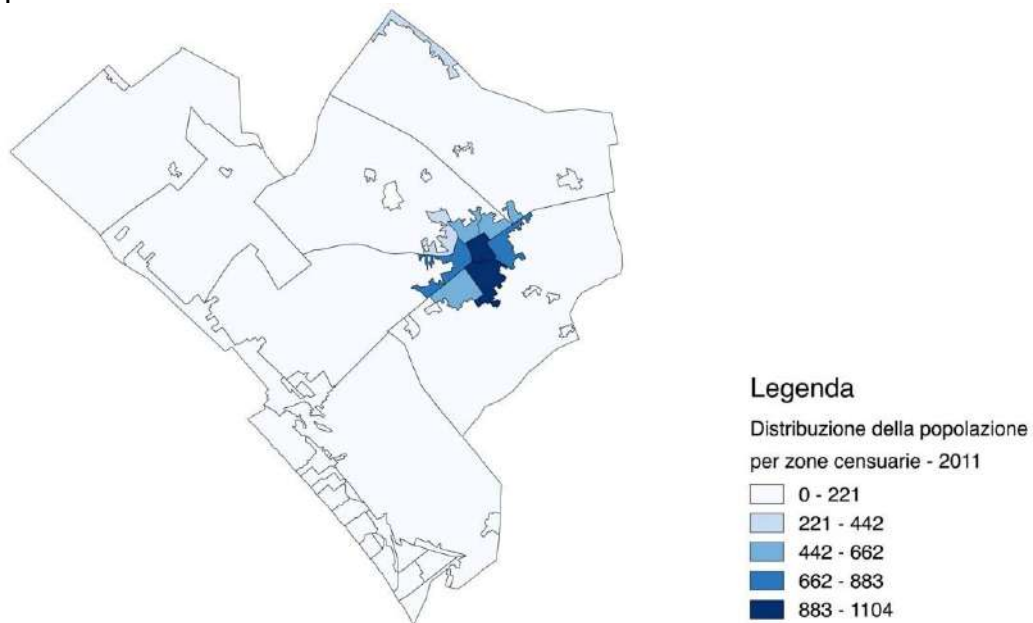 Legenda
Distribuzione della popolazione
per zone censuarie - 2011
0 - 221
221 - 442
442 - 662
662 - 883
883 - 1104